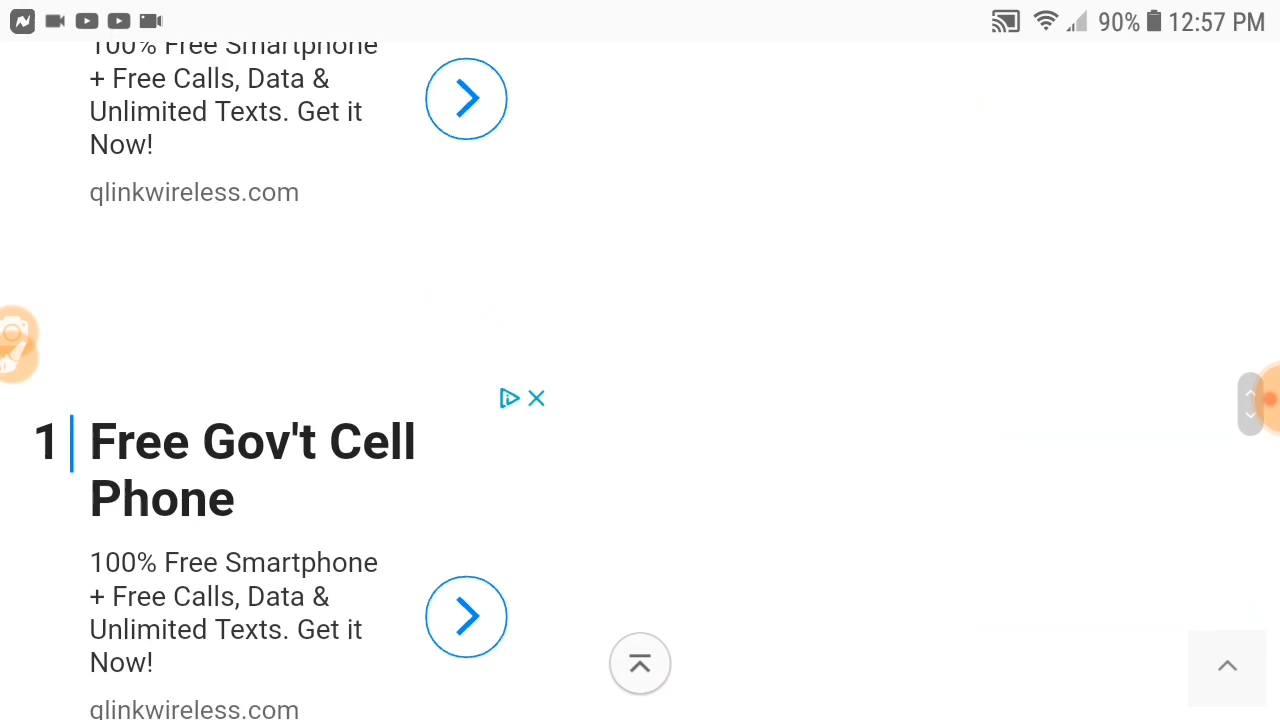 90% 12:57 PM
100% Free Smartphone
+ Free Calls, Data &
Unlimited Texts. Get it
Now!
qlinkwireless.com
1 Free Gov't Cell
Phone
100% Free Smartphone
+ Free Calls, Data &
Unlimited Texts. Get it
Now!
qlinkwireless.com